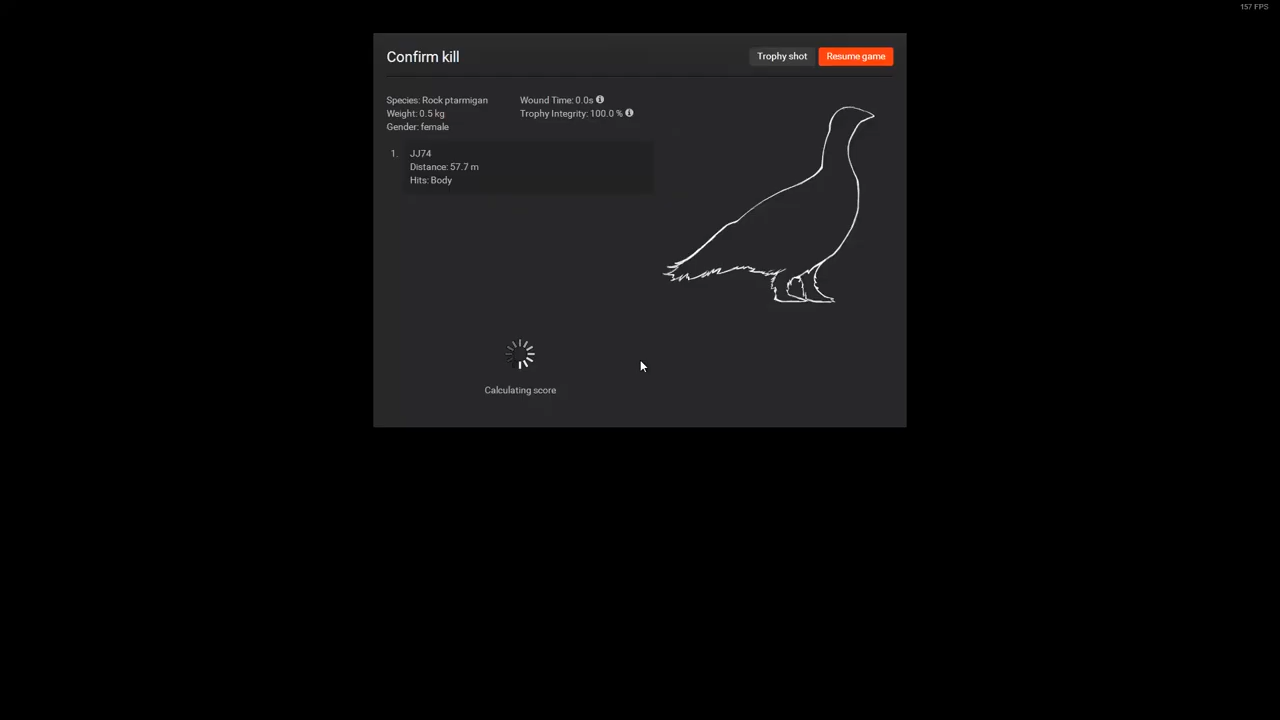 157 FPS
Confirm kill
Trophy shot
Resume game
Species: Rock ptarmigan
Weight: 0.5 kg
Gender: female
Wound Time: 0.0s
Trophy Integrity: 100.0 %
1.
JJ74
Distance: 57.7 m
Hits: Body
Calculating score